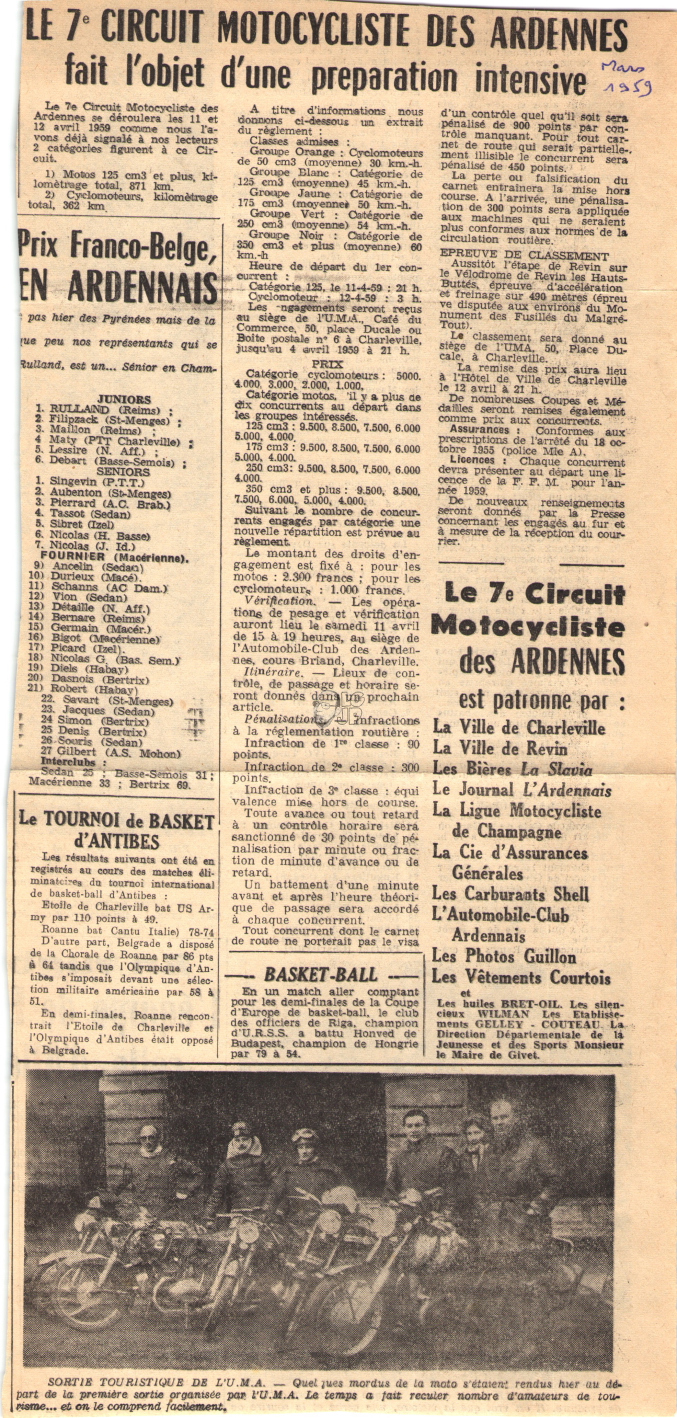 LE 7e CIRCUIT MOTOCYCLISTE DES ARDENNES
fait l'objet d'une preparation intensive
Mars
1959
Le 7e Circuit Motocycliste des
Ardennes se déroulera les 11 et
12 avril 1959 comme nous l'a-
vons déjà signalé à nos lecteurs
2 catégories figurent à ce Cir-
cuit.
1) Motos 125 cm3 et plus, ki-
lomètrage total, 871 km.
2) Cyclomoteurs, kilomètrage
total, 362 km.
Prix Franco-Belge,
EN ARDENNAIS
pas hier des Pyrénées mais de la
que peu nos représentants qui se
Rulland, est un... Sénior en Cham-
JUNIORS
1. RULLAND (Reims) ;
2. Filipzack (St-Menges) ;
3. Maillon (Reims) ;
4 Maty (PTT Charleville) ;
5. Lessire (N. Aff.) ;
6. Debart (Basse-Semois) ;
SENIORS
1. Singevin (P.T.T.)
2. Aubenton (St-Menges)
3. Pierrard (A.C. Brab.)
4. Tassot (Sedan)
5. Sibret (Izel)
6. Nicolas (H. Basse)
7. Nicolas (J. Id.)
FOURNIER (Macérienne).
9) Ancelin (Sedan)
10) Durieux (Macé).
11) Schanns (AC Dam.)
12) Vion (Sedan)
13) Détaille (N. Aff.)
14) Bernare (Reims)
15) Germain (Macér.)
16) Bigot (Macérienne)
17) Picard (Izel).
18) Nicolas G. (Bas. Sem.)
19) Diels (Habay)
20) Dasnois (Bertrix)
21) Robert (Habay)
22. Savart (St-Menges)
23. Jacques (Sedan)
24 Simon (Bertrix)
25 Denis (Bertrix)
26 Souris (Sedan)
27 Gilbert (A.S. Mohon)
Interclubs :
Sedan 25 ; Basse-Semois 31 ;
Macérienne 33 ; Bertrix 69.
Le TOURNOI de BASKET
d'ANTIBES
Les résultats suivants ont été en
registrés au cours des matches éli-
minatoires du tournoi international
de basket-ball d'Antibes :
Etoile de Charleville bat US Ar-
my par 110 points à 49.
Roanne bat Cantu Italie) 78-74
D'autre part, Belgrade a disposé
de la Chorale de Roanne par 86 pts
à 64 tandis que l'Olympique d'An-
tibes s'imposait devant une sélec-
tion militaire américaine par 58 à
51.
En demi-finales, Roanne rencon-
trait l'Etoile de Charleville et
l'Olympique d'Antibes était opposé
à Belgrade.
A titre d'informations nous
donnons ci-dessous un extrait
du règlement :
Classes admises :
Groupe Orange : Cyclomoteurs
de 50 cm3 (moyenne) 30 km.-h.
Groupe Blanc : Catégorie de
125 cm3 (moyenne) 45 km.-h.
Groupe Jaune : Catégorie de
175 cm3 (moyenne) 50 km.-h.
Groupe Vert : Catégorie de
250 cm3 (moyenne) 54 km.-h.
Groupe Noir : Catégorie de
350 cm3 et plus (moyenne) 60
km.-h
Heure de départ du 1er con-
current :
Catégorie 125, le 11-4-59 : 21 h.
Cyclomoteur : 12-4-59 : 3 h.
Les engagements seront reçus
au siège de l'U.M.A., Café du
Commerce, 50, place Ducale ou
Boîte postale n° 6 à Charleville,
jusqu'au 4 avril 1959 à 21 h.
PRIX
Catégorie cyclomoteurs : 5000.
4.000, 3.000, 2.000, 1.000.
Catégorie motos, il y a plus de
dix concurrents au départ dans
les groupes intéressés.
125 cm3 : 9.500, 8.500, 7.500, 6.000
5.000, 4.000.
175 cm3 : 9.500, 8.500, 7.500, 6.000
5.000, 4.000.
250 cm3: 9.500, 8.500, 7.500, 6.000
4.000.
350 cm3 et plus : 9.500, 8.500,
7.500, 6.000, 5.000, 4.000.
Suivant le nombre de concur-
rents engagés par catégorie une
nouvelle répartition est prévue au
règlement.
Le montant des droits d'en-
gagement est fixé à : pour les
motos : 2.300 francs ; pour les
cyclomoteurs : 1.000 francs.
Vérification. — Les opéra-
tions de pesage et vérification
auront lieu le samedi 11 avril
de 15 à 19 heures, au siège de
l'Automobile-Club des Arden-
nes, cours Briand, Charleville.
Itinéraire. — Lieux de con-
trôle, de passage et horaire se-
ront donnés dans un prochain
article.
Pénalisation — Infractions
à la réglementation routière :
Infraction de 1re classe : 90
points.
Infraction de 2e classe : 300
points.
Infraction de 3e classe : équi
valence mise hors de course.
Toute avance ou tout retard
à un contrôle horaire sera
sanctionné de 30 points de pé-
nalisation par minute ou frac-
tion de minute d'avance ou de
retard.
Un battement d'une minute
avant et après l'heure théori-
que de passage sera accordé
à chaque concurrent.
Tout concurrent dont le carnet
de route ne porterait pas le visa
BASKET-BALL
En un match aller comptant
pour les demi-finales de la Coupe
d'Europe de basket-ball, le club
des officiers de Riga, champion
d'U.R.S.S. a battu Honved de
Budapest, champion de Hongrie
par 79 à 54.
d'un contrôle quel qu'il soit sera
pénalisé de 900 points par con-
trôle manquant. Pour tout car-
net de route qui serait partielle-
ment illisible le concurrent sera
pénalisé de 450 points.
La perte ou falsification du
carnet entraînera la mise hors
course. A l'arrivée, une pénalisa-
tion de 300 points sera appliquée
aux machines qui ne seraient
plus conformes aux normes de la
circulation routière.
EPREUVE DE CLASSEMENT
Aussitôt l'étape de Revin sur
le Vélodrome de Revin les Hauts-
Buttés, épreuve d'accélération
et freinage sur 490 mètres (épreu
ve disputée aux environs du Mo-
nument des Fusillés du Malgré-
Tout).
Le classement sera donné au
siège de l'UMA, 50, Place Du-
cale, à Charleville.
La remise des prix aura lieu
à l'Hôtel de Ville de Charleville
le 12 avril à 21 h.
De nombreuses Coupes et Mé-
dailles seront remises également
comme prix aux concurrents.
Assurances : Conformes aux
prescriptions de l'arrêté du 18 oc-
tobre 1955 (police Mle A).
Licences : Chaque concurrent
devra présenter au départ une li-
cence de la F. F. M. pour l'an-
née 1959.
De nouveaux renseignements
seront donnés par la Presse
concernant les engagés au fur et
à mesure de la réception du cour-
rier.
Le 7e Circuit
Motocycliste
des ARDENNES
est patronne par :
La Ville de Charleville
La Ville de Revin
Les Bières La Slavia
Le Journal L'Ardennais
La Ligue Motocycliste
de Champagne
La Cie d'Assurances
Générales
Les Carburants Shell
L'Automobile-Club
Ardennais
Les Photos Guillon
Les Vêtements Courtois
et
Les huiles BRET-OIL. Les silen-
cieux WILMAN Les Etablisse-
ments GELLEY - COUTEAU. La
Direction Départementale de la
Jeunesse et des Sports Monsieur
le Maire de Givet.
SORTIE TOURISTIQUE DE L'U.M.A. — Quelques mordus de la moto s'étaient rendus hier au dé-
part de la première sortie organisée par l'U.M.A. Le temps a fait reculer nombre d'amateurs de tou-
risme... et on le comprend facilement.